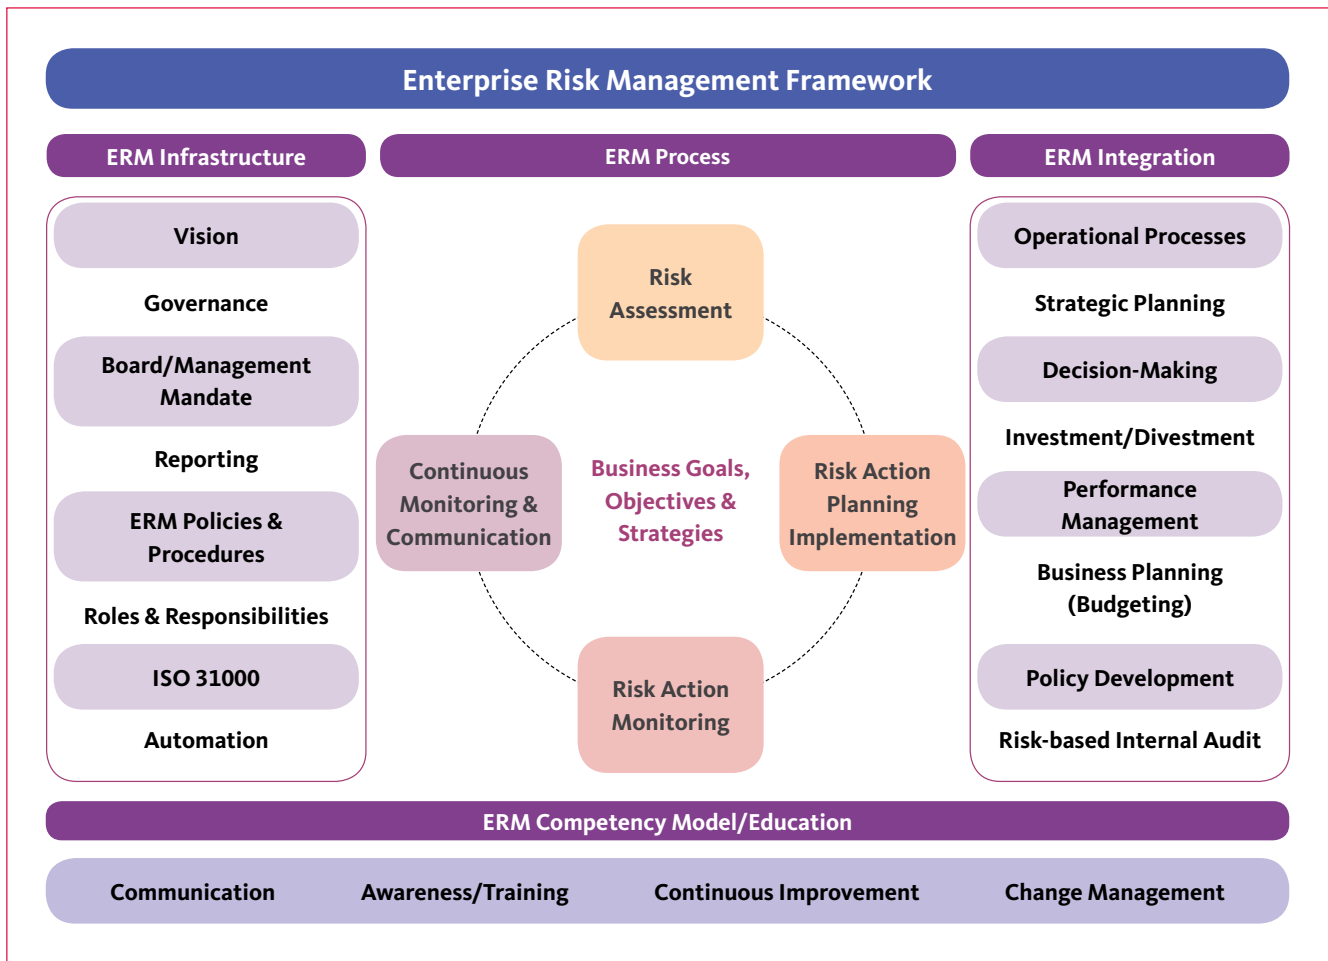 Enterprise Risk Management Framework
ERM Infrastructure
Vision
Governance
Board/Management
Mandate
Reporting
ERM Policies &
Procedures
Roles & Responsibilities
ISO 31000
Automation
ERM Process
Risk
Assessment
Continuous
Monitoring &
Communication
Business Goals,
Objectives &
Strategies
Risk Action
Planning
Implementation
Risk Action
Monitoring
ERM Integration
Operational Processes
Strategic Planning
Decision-Making
Investment/Divestment
Performance
Management
Business Planning
(Budgeting)
Policy Development
Risk-based Internal Audit
ERM Competency Model/Education
Communication
Awareness/Training
Continuous Improvement
Change Management